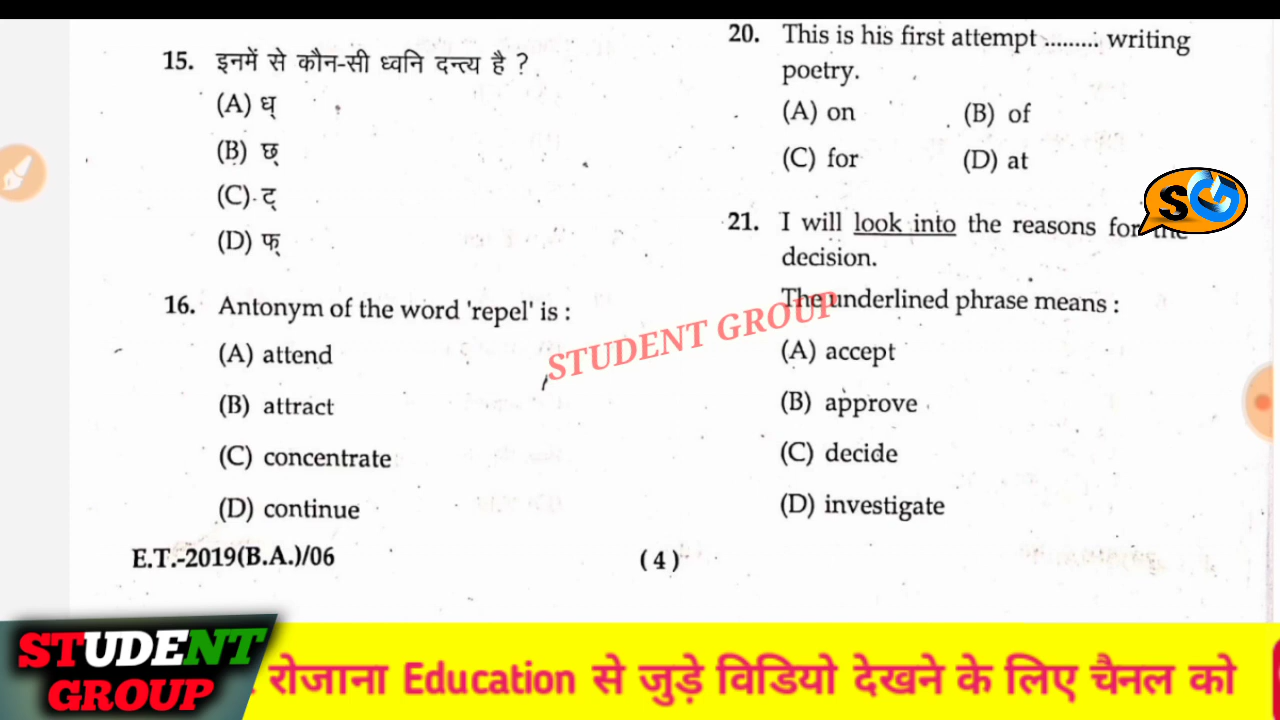 15. इनमें से कौन-सी ध्वनि दन्त्य है ?
(A) ध्
(B) छ्
(C) ट्
(D) फ्
16. Antonym of the word 'repel' is :
(A) attend
(B) attract
(C) concentrate
(D) continue
E.T.-2019(B.A.)/06
(4)
20. This is his first attempt ......... writing
poetry.
(A) on (B) of
(C) for (D) at
21. I will look into the reasons for the
decision.
The underlined phrase means :
(A) accept
(B) approve
(C) decide
(D) investigate
STUDENT GROUP
SG
STUDENT
GROUP
रोजाना Education से जुड़े विडियो देखने के लिए चैनल को